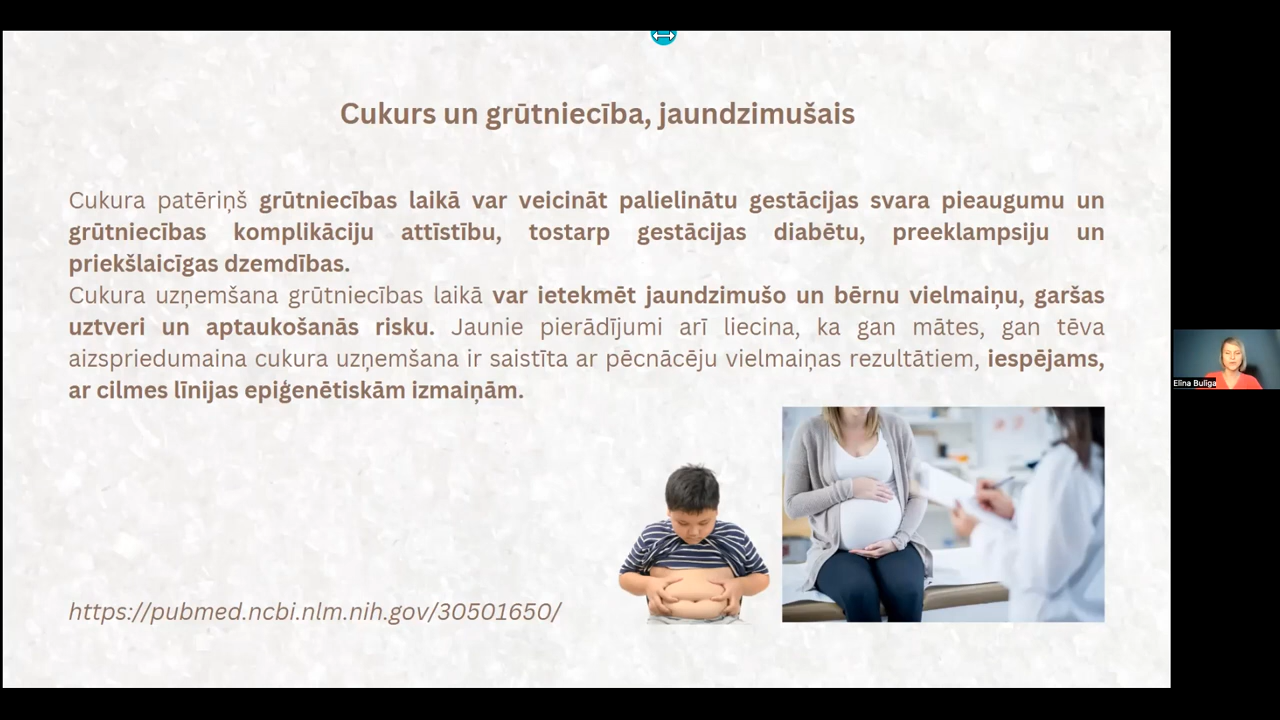 Cukurs un grūtniecība, jaundzimušais
Cukura patēriņš grūtniecības laikā var veicināt palielinātu gestācijas svara pieaugumu un
grūtniecības komplikāciju attīstību, tostarp gestācijas diabētu, preeklampsiju un
priekšlaicīgas dzemdības.
Cukura uzņemšana grūtniecības laikā var ietekmēt jaundzimušo un bērnu vielmaiņu, garšas
uztveri un aptaukošanās risku. Jaunie pierādījumi arī liecina, ka gan mātes, gan tēva
aizspriedumaina cukura uzņemšana ir saistīta ar pēcnācēju vielmaiņas rezultātiem, iespējams,
ar cilmes līnijas epiģenētiskām izmaiņām.
https://pubmed.ncbi.nlm.nih.gov/30501650/
Elīna Buliga